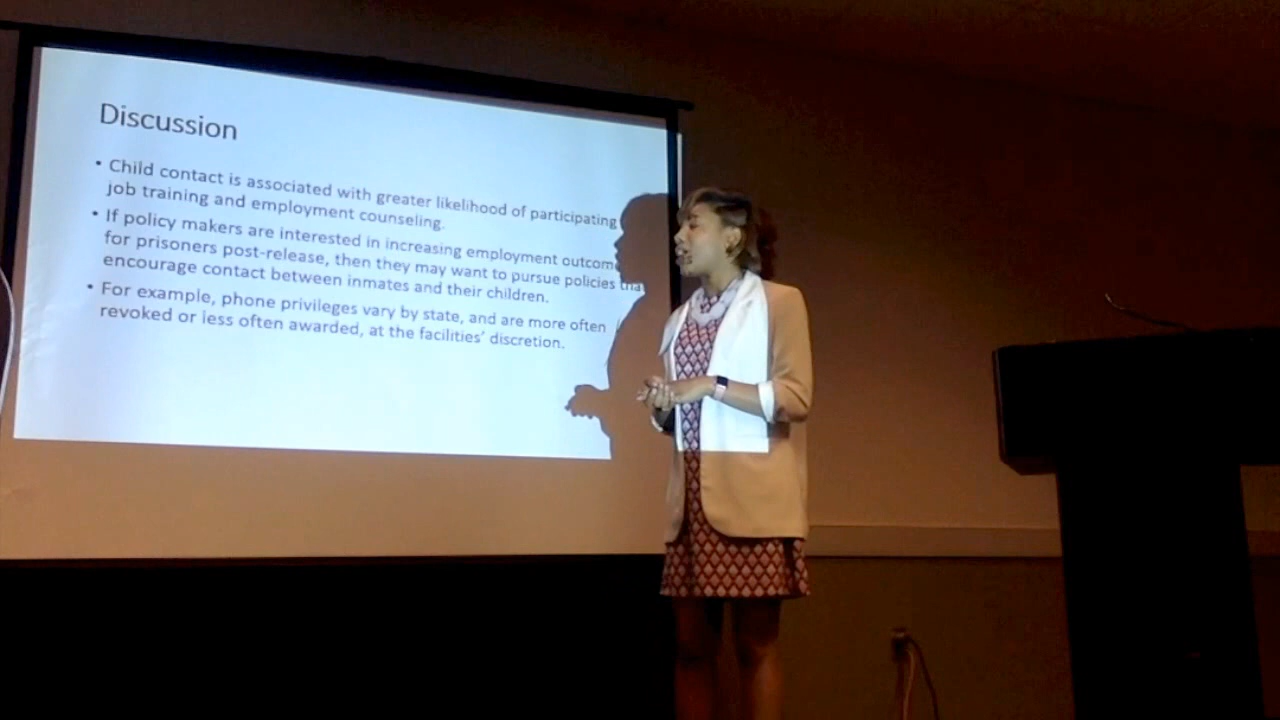 Discussion
• Child contact is associated with greater likelihood of participating
job training and employment counseling.
• If policy makers are interested in increasing employment outcom
for prisoners post-release, then they may want to pursue policies tha
encourage contact between inmates and their children.
• For example, phone privileges vary by state, and are more often
revoked or less often awarded, at the facilities’ discretion.